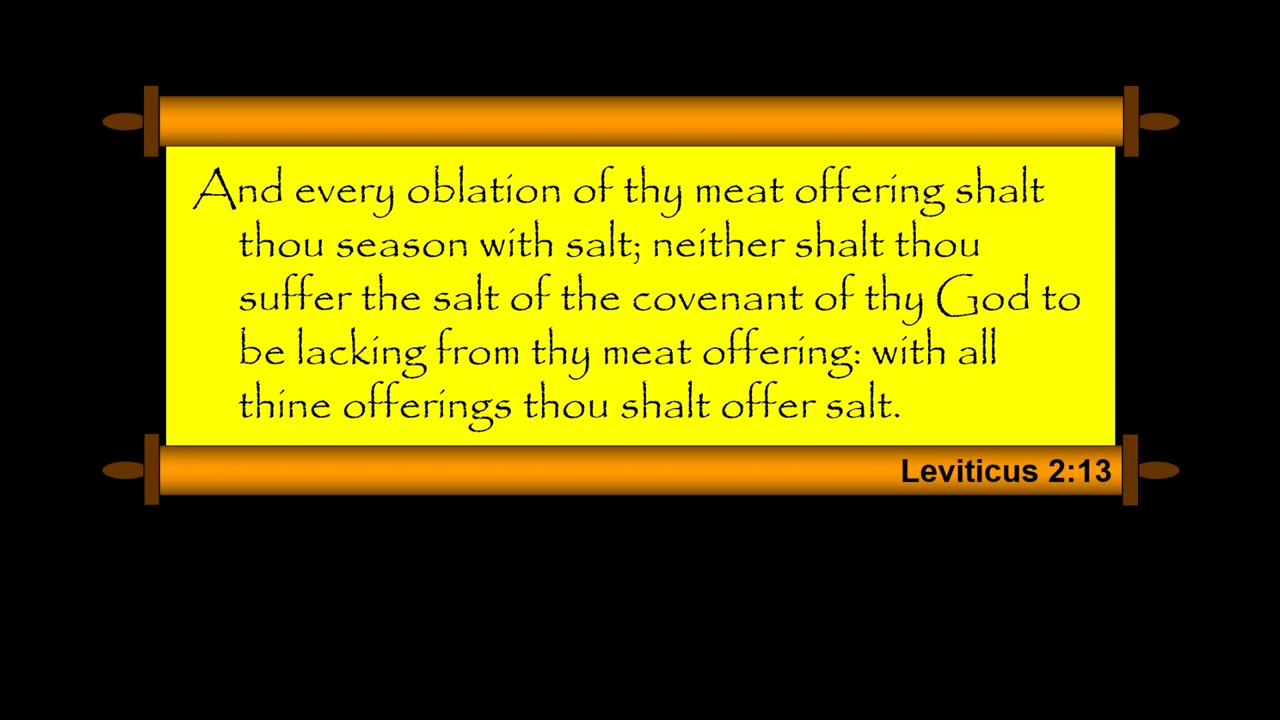 And every oblation of thy meat offering shalt
thou season with salt; neither shalt thou
suffer the salt of the covenant of thy God to
be lacking from thy meat offering: with all
thine offerings thou shalt offer salt.
Leviticus 2:13